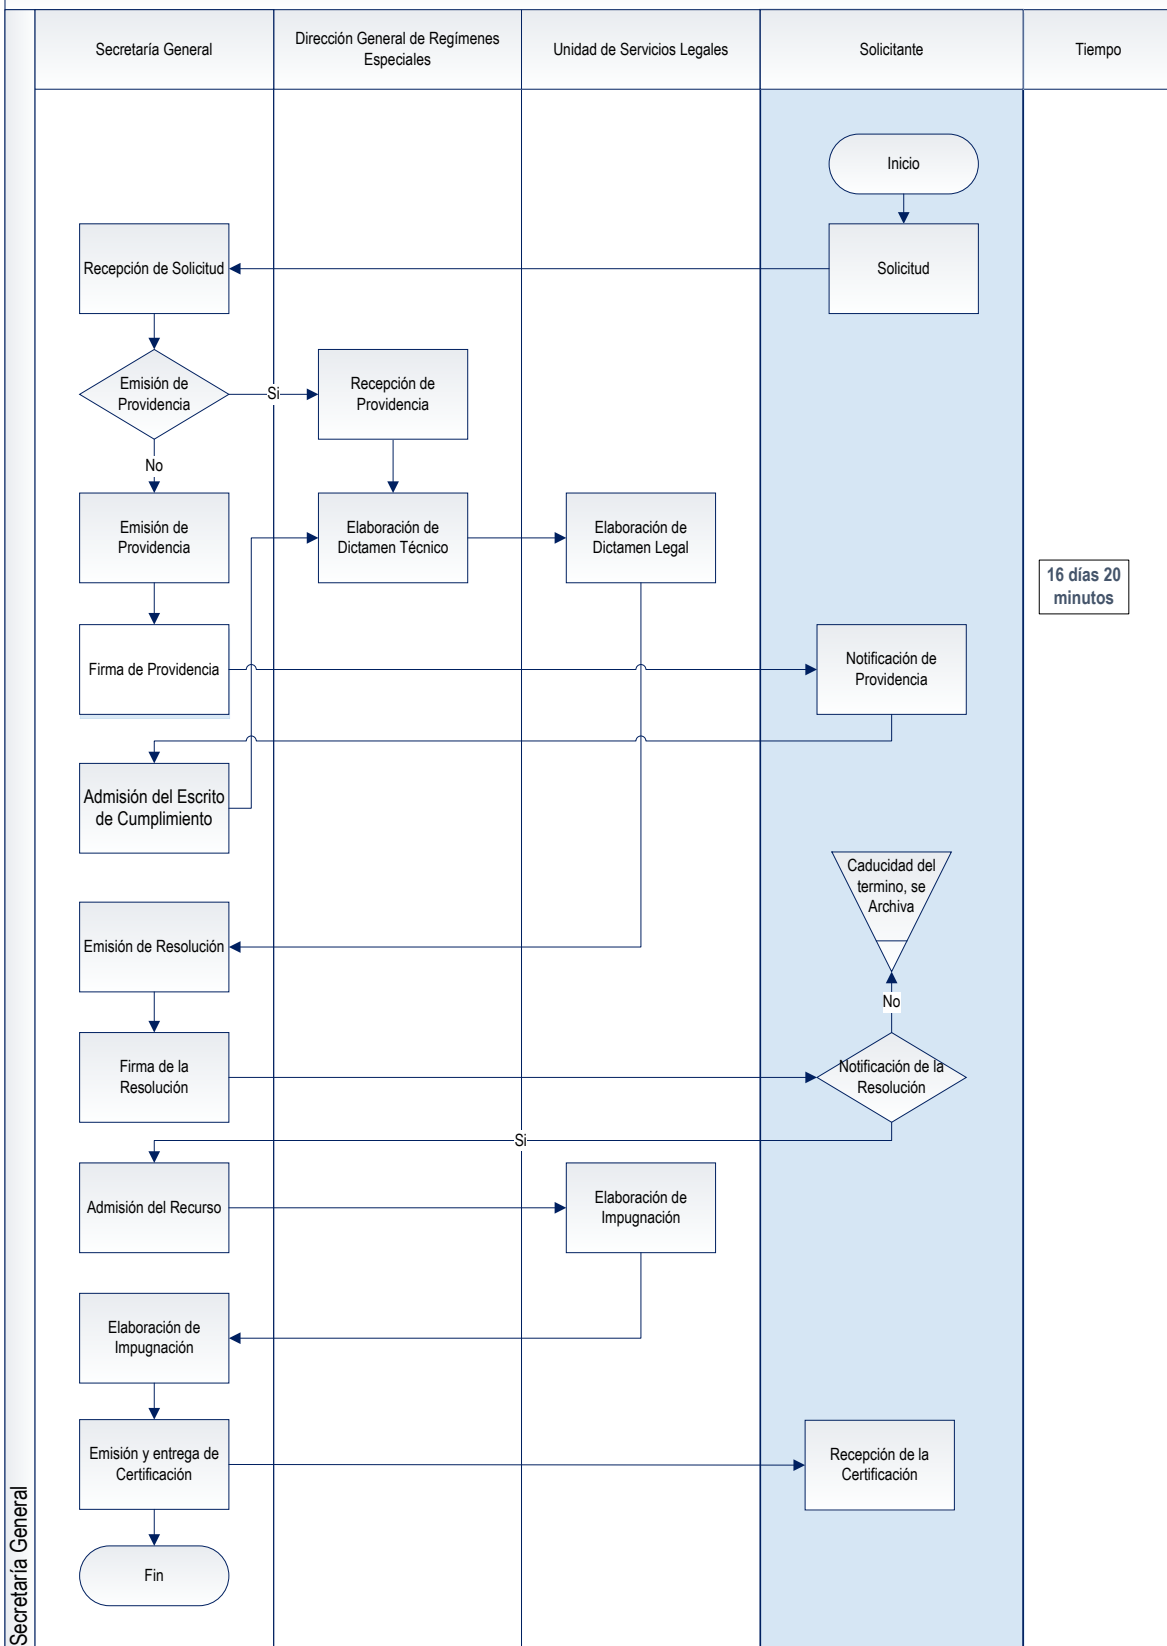 Secretaría General
Dirección General de Regímenes
Especiales
Unidad de Servicios Legales
Solicitante
Tiempo
Inicio
Recepción de Solicitud
Solicitud
Emisión de
Providencia
Si
Recepción de
Providencia
No
Emisión de
Providencia
Elaboración de
Dictamen Técnico
Elaboración de
Dictamen Legal
16 días 20
minutos
Firma de Providencia
Notificación de
Providencia
Admisión del Escrito
de Cumplimiento
Caducidad del
termino, se
Archiva
Emisión de Resolución
No
Firma de la
Resolución
Notificación de la
Resolución
Si
Admisión del Recurso
Elaboración de
Impugnación
Elaboración de
Impugnación
Emisión y entrega de
Certificación
Recepción de la
Certificación
Fin
Secretaría General